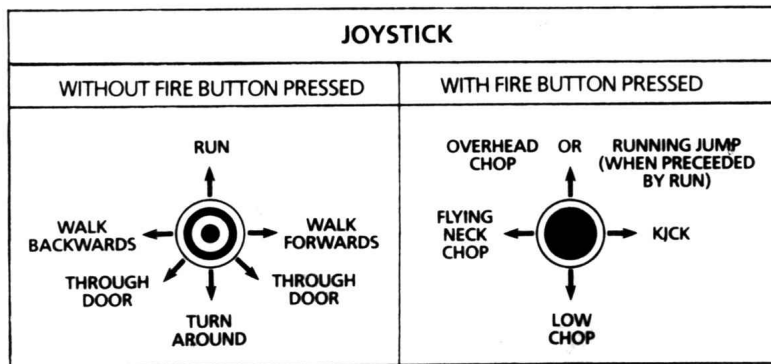 JOYSTICK
WITHOUT FIRE BUTTON PRESSED
RUN
WALK
BACKWARDS
WALK
FORWARDS
THROUGH
DOOR
THROUGH
DOOR
TURN
AROUND
WITH FIRE BUTTON PRESSED
OVERHEAD
CHOP
OR
RUNNING JUMP
(WHEN PRECEEDED
BY RUN)
FLYING
NECK
CHOP
KJCK
LOW
CHOP